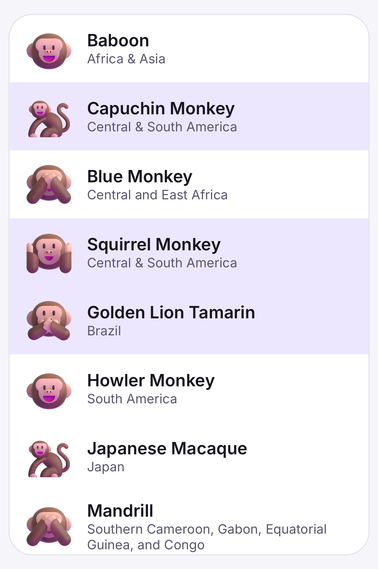 Baboon
Africa & Asia
Capuchin Monkey
Central & South America
Blue Monkey
Central and East Africa
Squirrel Monkey
Central & South America
Golden Lion Tamarin
Brazil
Howler Monkey
South America
Japanese Macaque
Japan
Mandrill
Southern Cameroon, Gabon, Equatorial
Guinea, and Congo